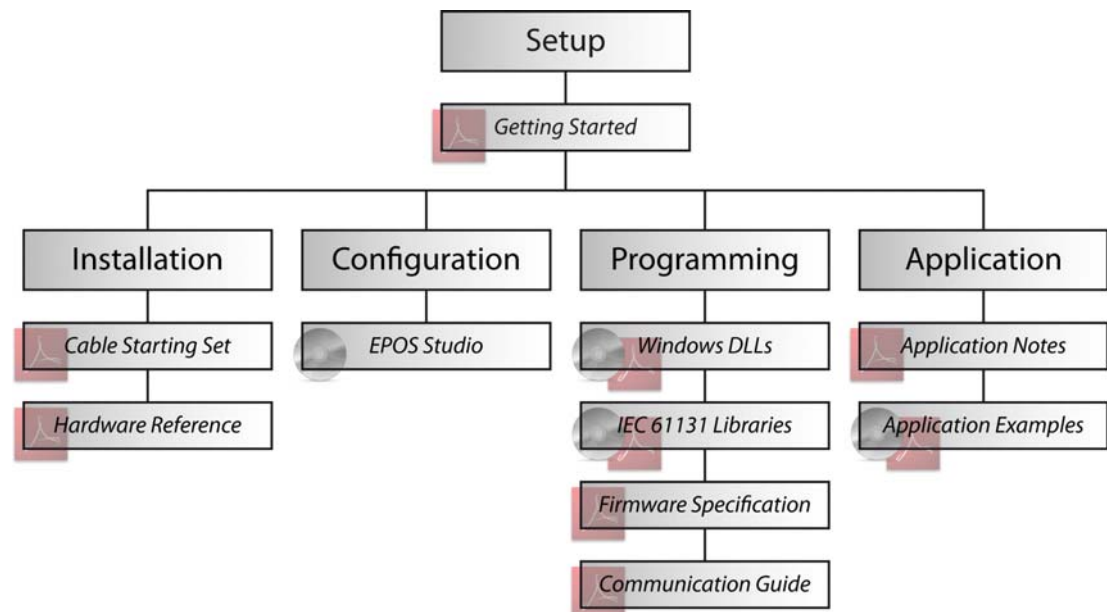 Setup
Getting Started
Installation
Configuration
Programming
Application
Cable Starting Set
EPOS Studio
Windows DLLs
Application Notes
Hardware Reference
IEC 61131 Libraries
Application Examples
Firmware Specification
Communication Guide